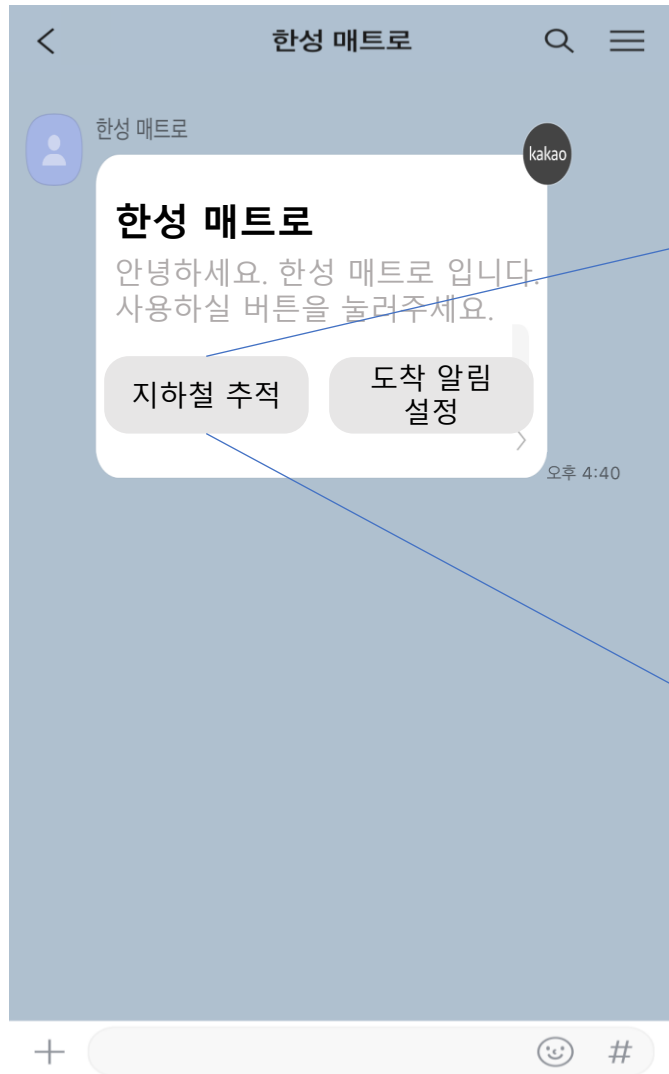 한성 매트로
한성 매트로
kakao
한성 매트로
안녕하세요. 한성 매트로 입니다.
사용하실 버튼을 눌러주세요.
지하철 추적
도착 알림
설정
오후 4:40
#